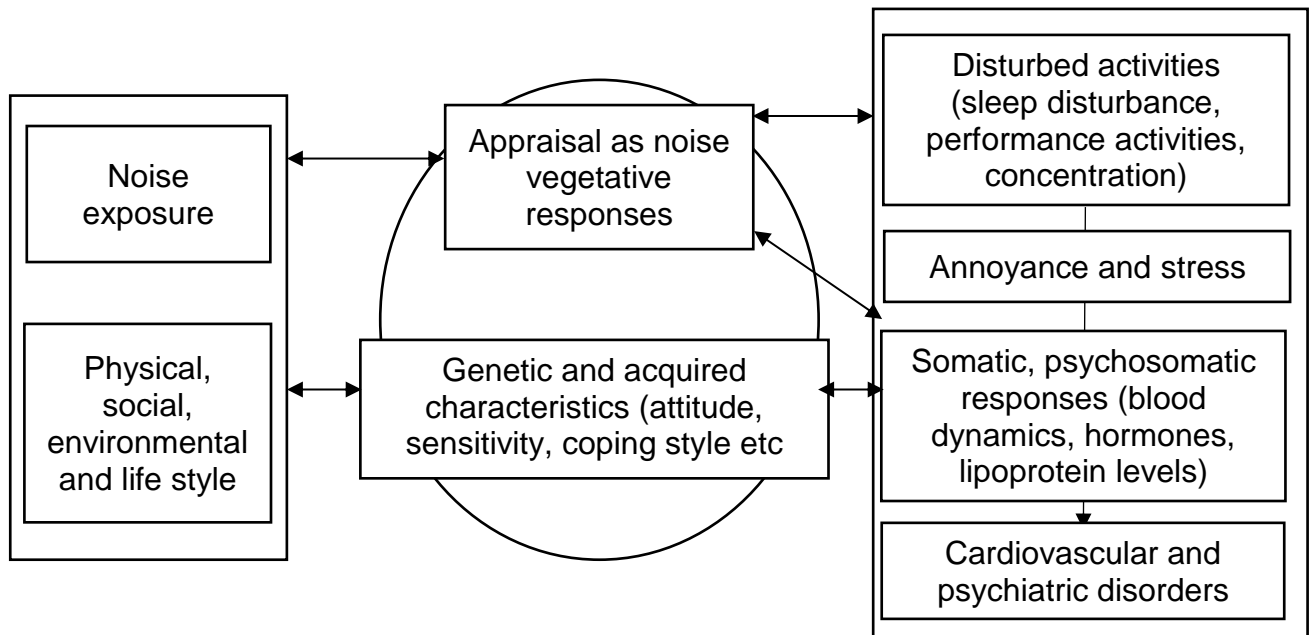 Noise
exposure
Physical,
social,
environmental
and life style
Appraisal as noise
vegetative
responses
Genetic and acquired
characteristics (attitude,
sensitivity, coping style etc
Disturbed activities
(sleep disturbance,
performance activities,
concentration)
Annoyance and stress
Somatic, psychosomatic
responses (blood
dynamics, hormones,
lipoprotein levels)
Cardiovascular and
psychiatric disorders